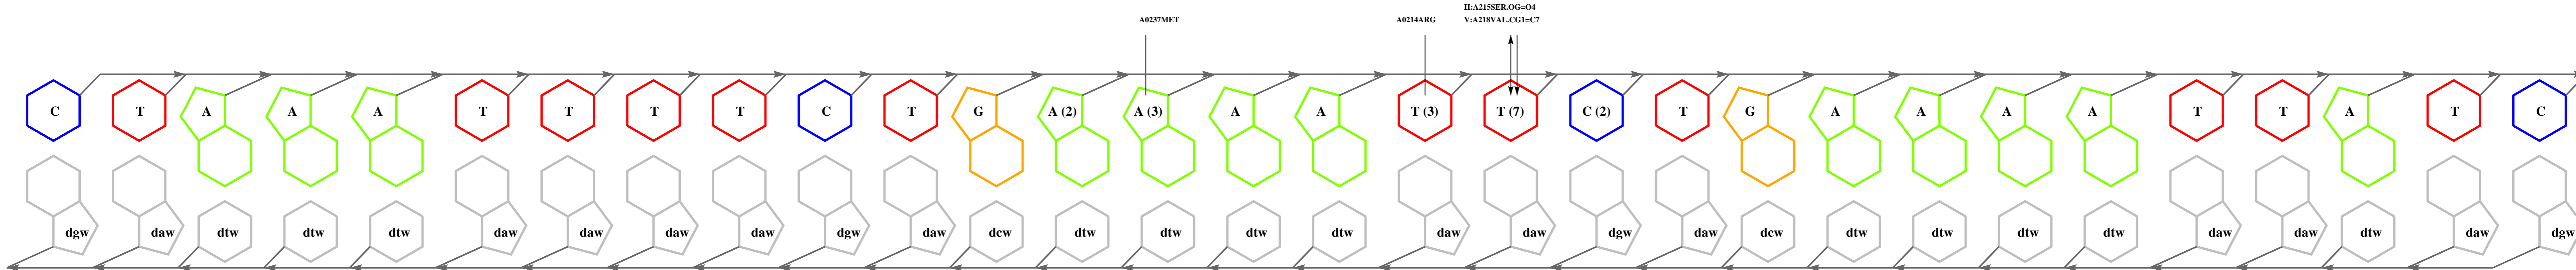 H:A215SER.OG=O4
A0237MET A0214ARG V:A218VAL.CG1=C7
C T A A A T T T T C T G A (2) A (3) A A T (3) T (7) C (2) T G A A A A T T A T C
dgw daw dtw dtw dtw daw daw daw daw dgw daw dcw dtw dtw dtw dtw daw daw dgw daw dcw dtw dtw dtw dtw daw daw dtw daw dgw